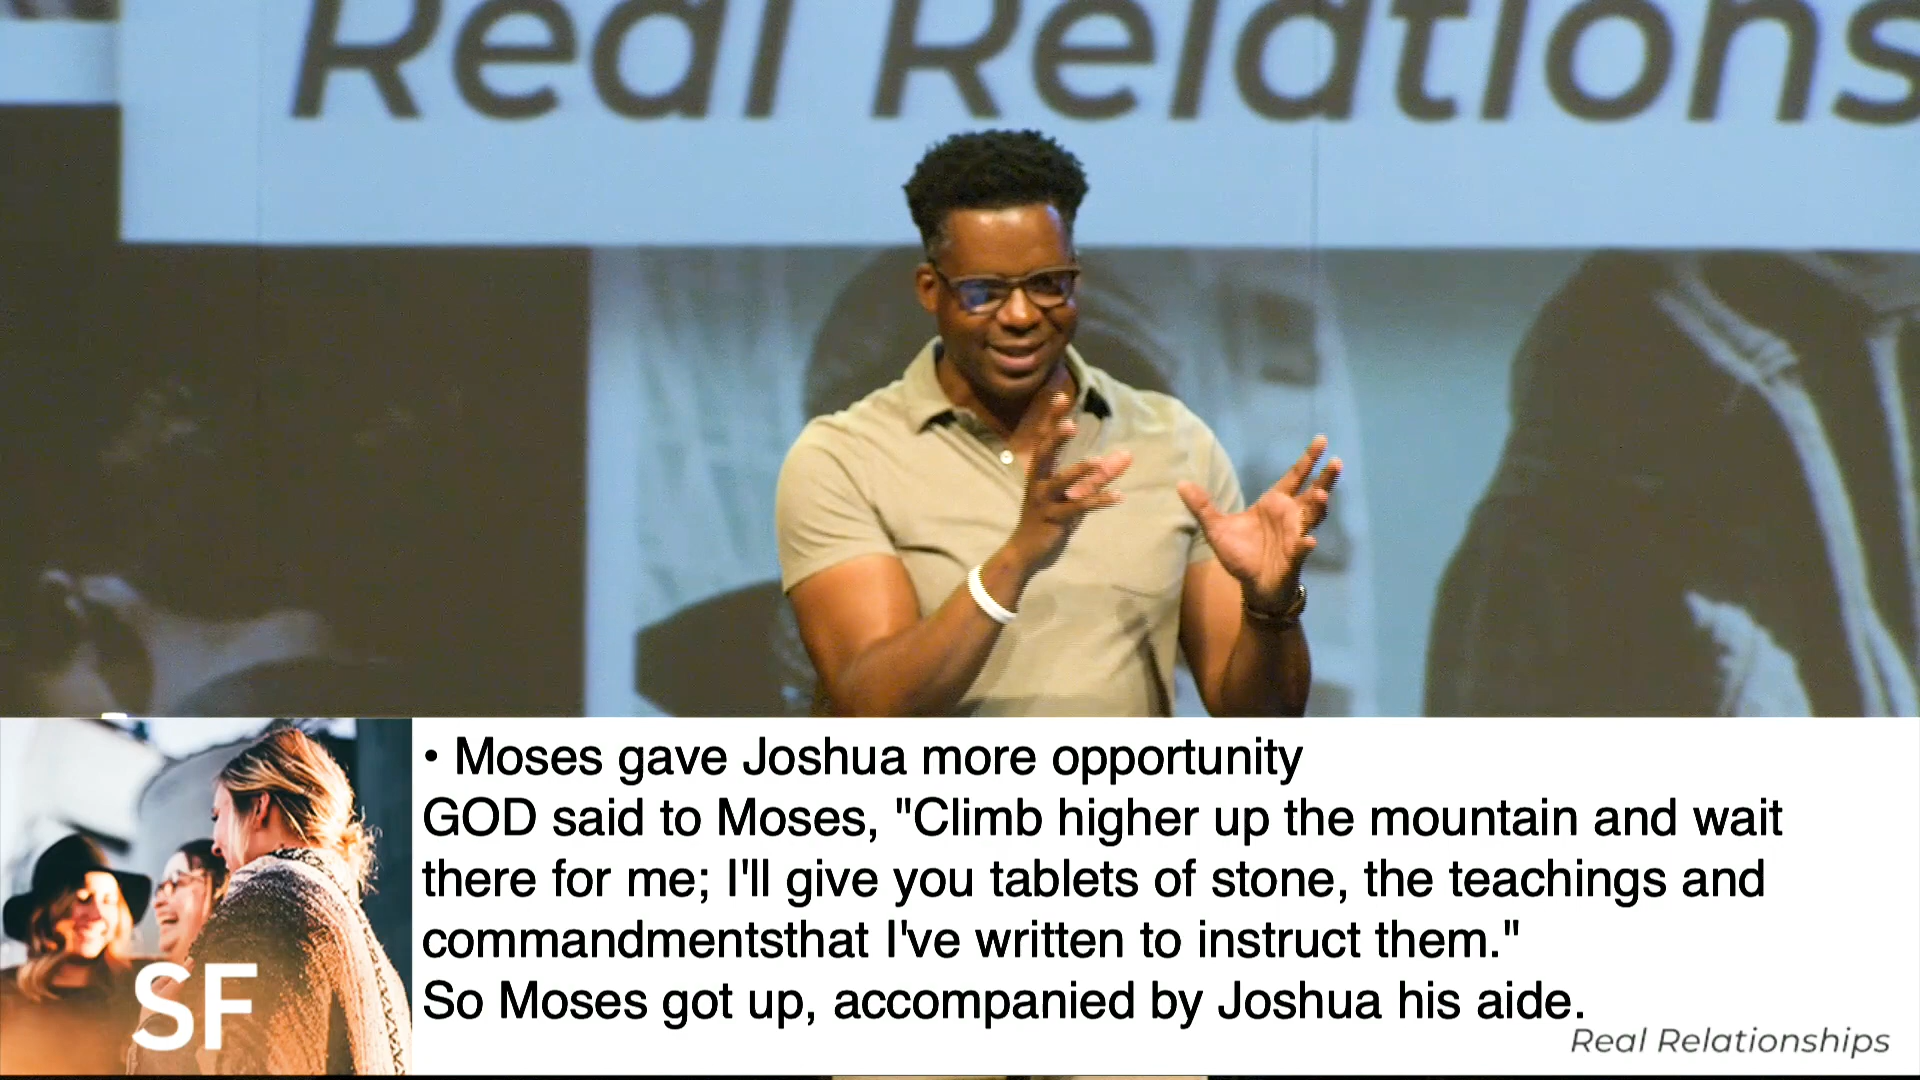 Real Relations
• Moses gave Joshua more opportunity
GOD said to Moses, "Climb higher up the mountain and wait
there for me; I'll give you tablets of stone, the teachings and
commandmentsthat I've written to instruct them."
So Moses got up, accompanied by Joshua his aide.
SF
Real Relationships